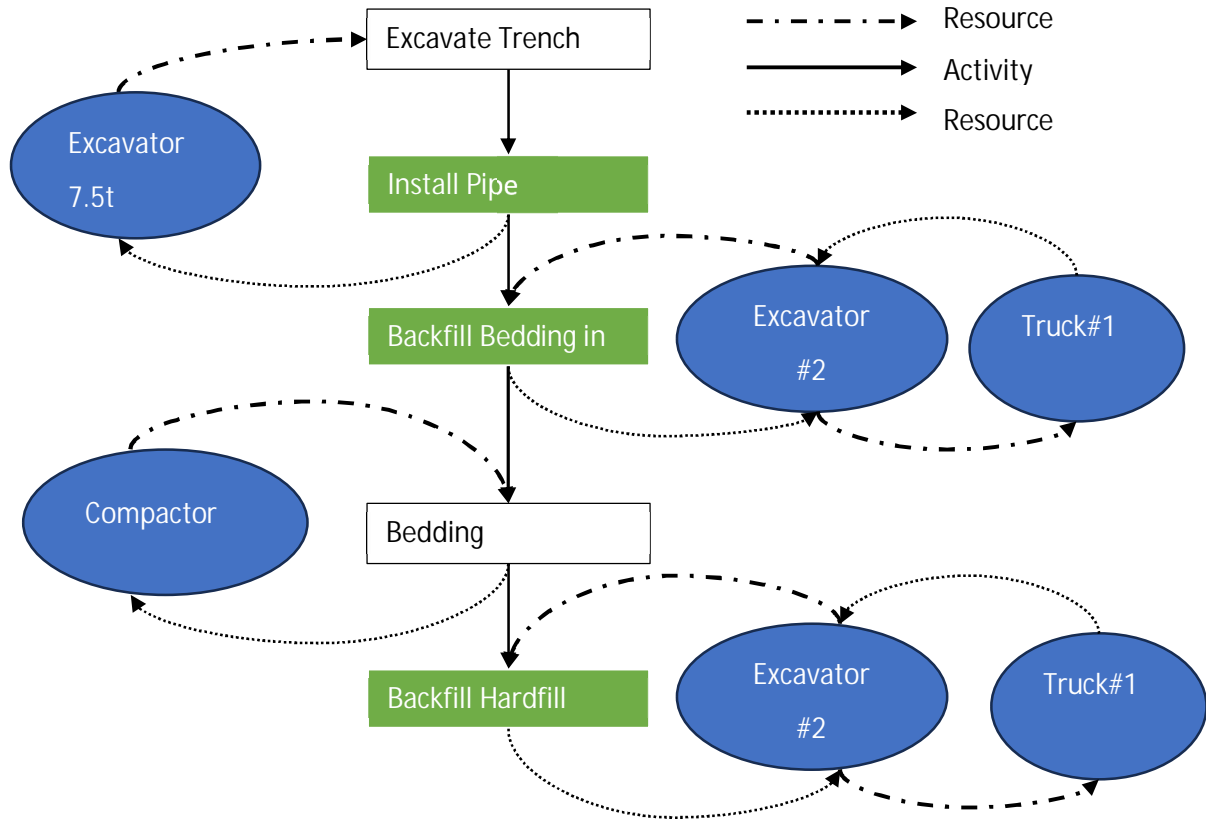 Excavate Trench
Resource
Activity
Resource
Excavator
7.5t
Install Pipe
Backfill Bedding in
Excavator
#2
Truck#1
Compactor
Bedding
Backfill Hardfill
Excavator
#2
Truck#1